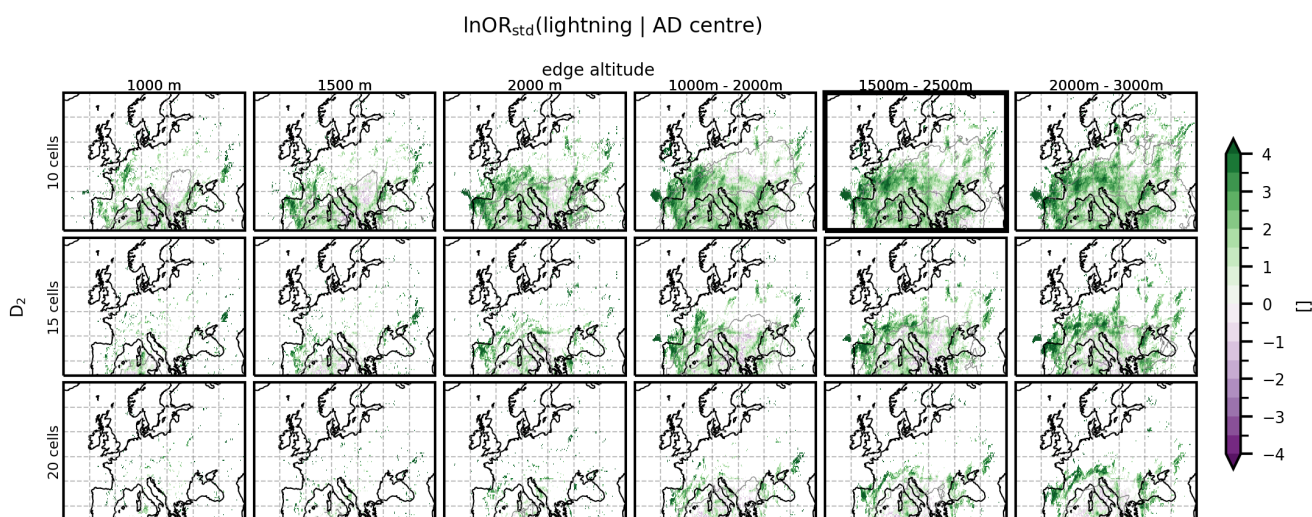 lnORstd(lightning | AD centre)
edge altitude
1000 m 1500 m 2000 m 1000m - 2000m 1500m - 2500m 2000m - 3000m
10 cells
15 cells
20 cells
D2
4
3
2
1
0
−1
−2
−3
−4
[]